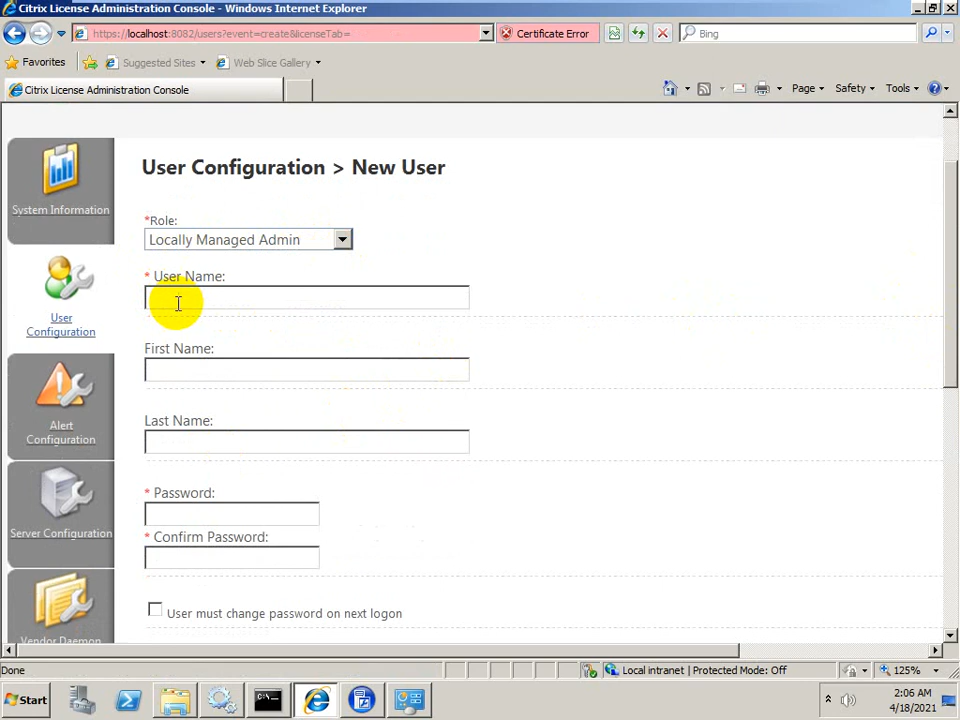 Citrix License Administration Console - Windows Internet Explorer
https://localhost:8082/users?event=create&licenseTab=
Certificate Error
Bing
Favorites
Suggested Sites
Web Slice Gallery
Citrix License Administration Console
Page
Safety
Tools
System Information
User Configuration > New User
*Role:
Locally Managed Admin
* User Name:
User
Configuration
First Name:
Alert
Configuration
Last Name:
Server Configuration
* Password:
* Confirm Password:
User must change password on next logon
Vendor Daemon
Done
Local intranet | Protected Mode: Off
125%
Start
2:06 AM
4/18/2021